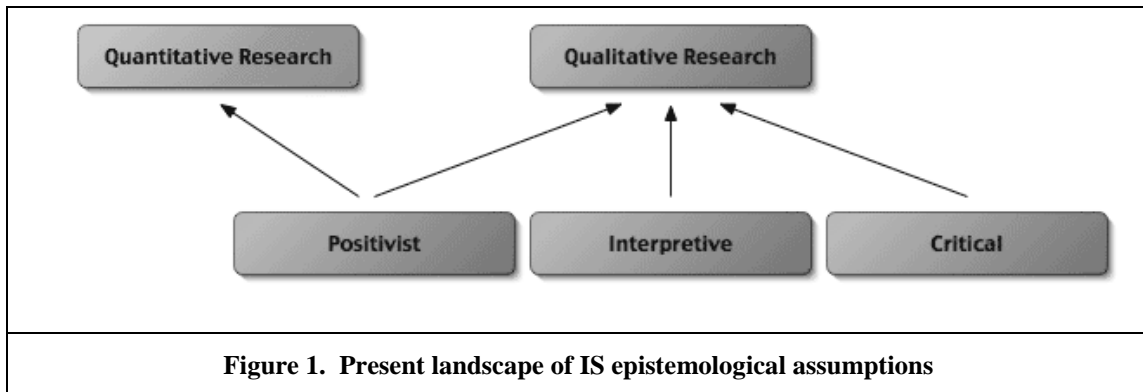 Quantitative Research
Qualitative Research
Positivist
Interpretive
Critical
Figure 1. Present landscape of IS epistemological assumptions